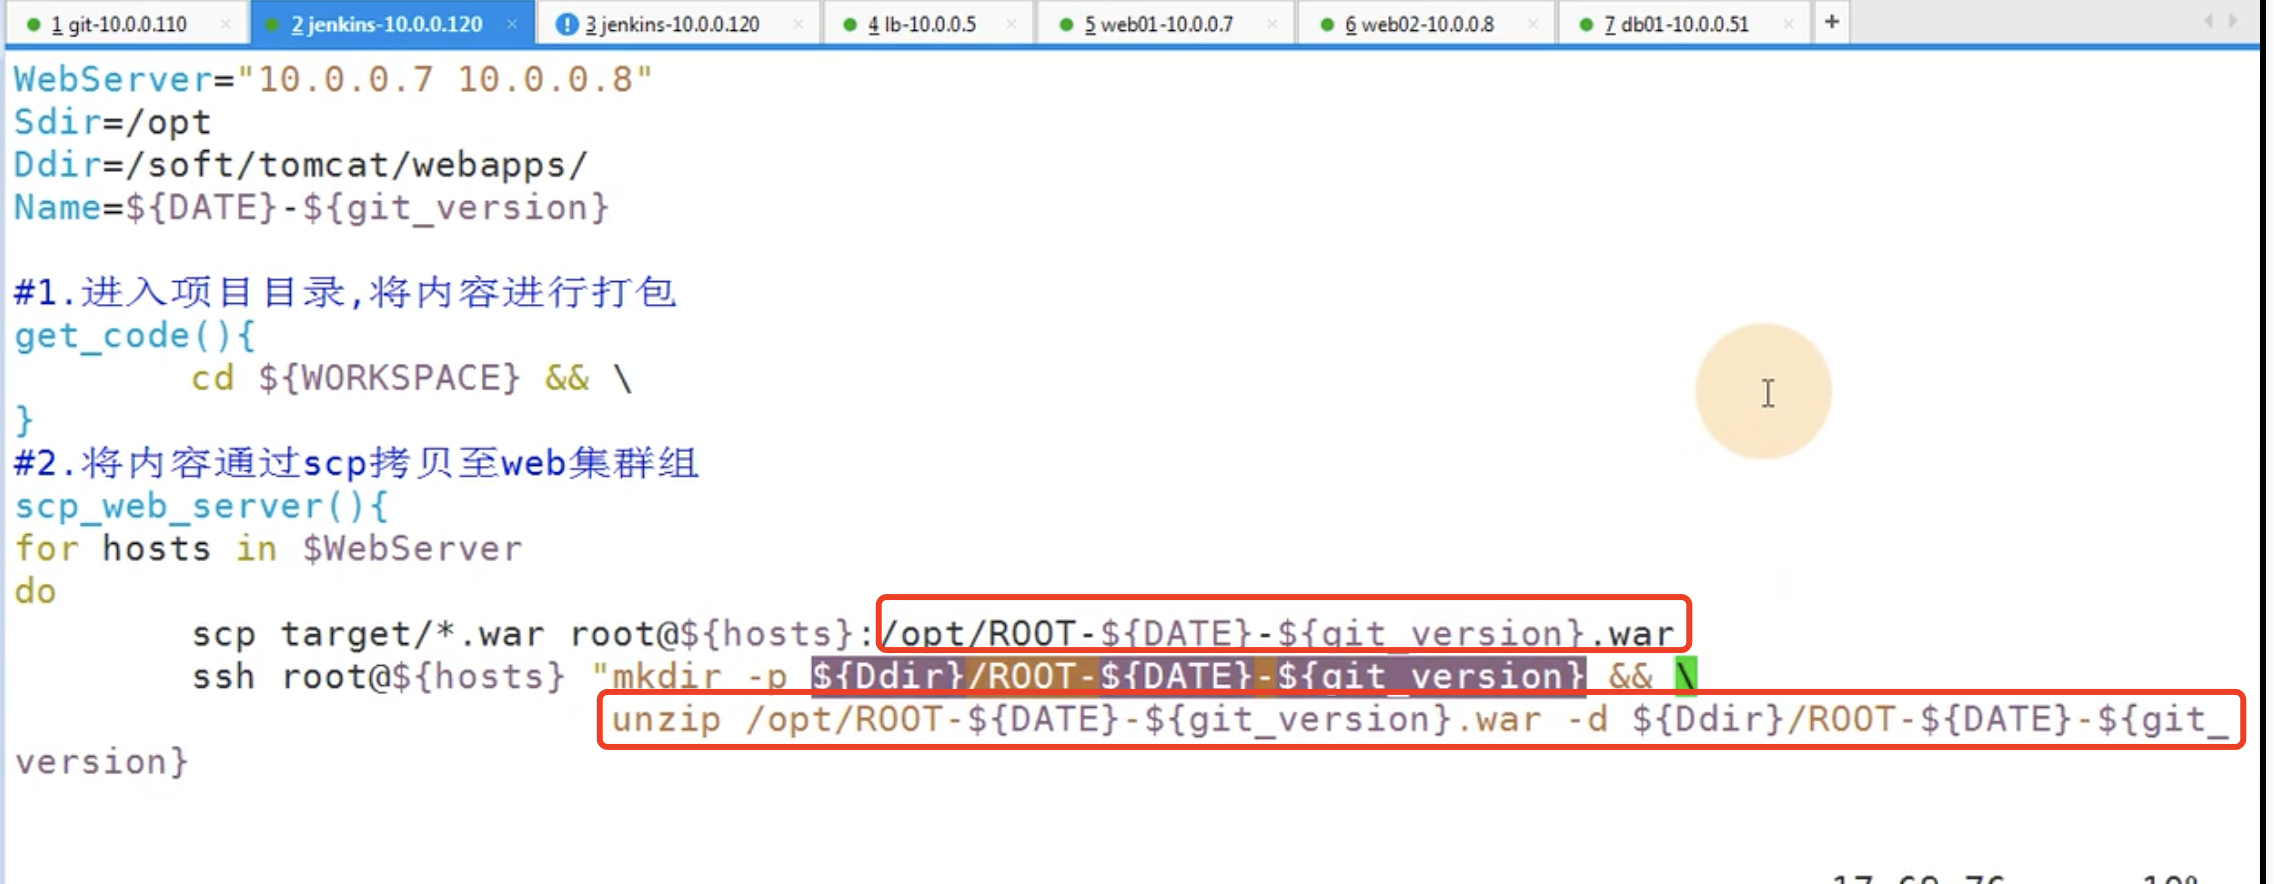 1 git-10.0.0.110 × 2 jenkins-10.0.0.120 × 3 jenkins-10.0.0.120 × 4 lb-10.0.0.5 × 5 web01-10.0.0.7 × 6 web02-10.0.0.8 × 7 db01-10.0.0.51 × +
WebServer="10.0.0.7 10.0.0.8"
Sdir=/opt
Ddir=/soft/tomcat/webapps/
Name=${DATE}-${git_version}
#1.进入项目目录,将内容进行打包
get_code(){
cd ${WORKSPACE} && \
}
#2.将内容通过scp拷贝至web集群组
scp_web_server(){
for hosts in $WebServer
do
scp target/*.war root@${hosts}:/opt/ROOT-${DATE}-${git_version}.war
ssh root@${hosts} "mkdir -p ${Ddir}/ROOT-${DATE}-${git_version} && \
unzip /opt/ROOT-${DATE}-${git_version}.war -d ${Ddir}/ROOT-${DATE}-${git_
version}